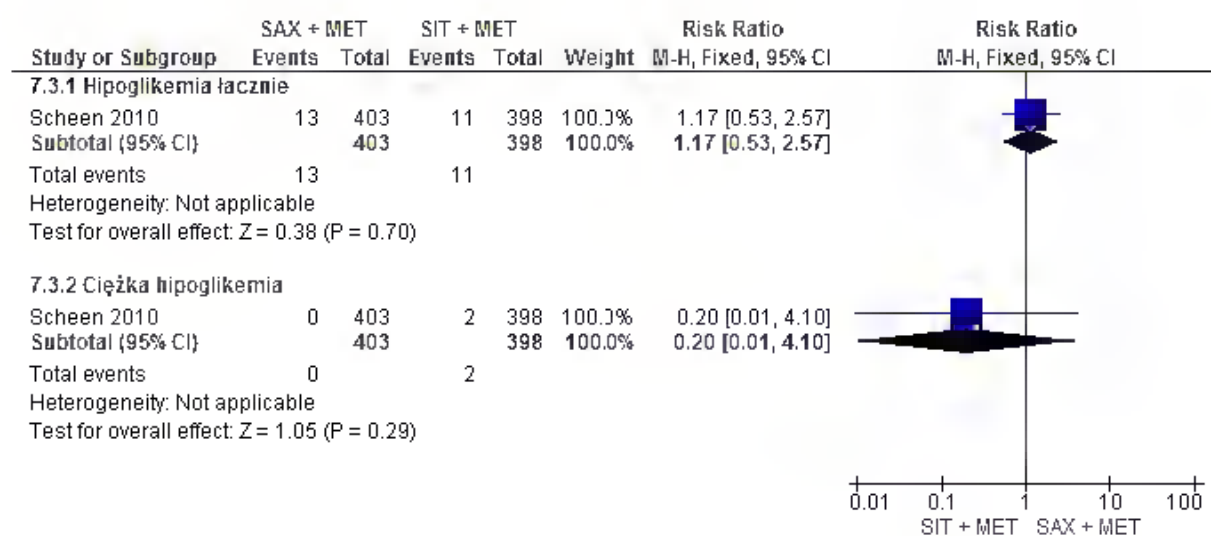 SAX + MET SIT + MET Risk Ratio Risk Ratio
Study or Subgroup Events Total Events Total Weight M-H, Fixed, 95% CI M-H, Fixed, 95% CI
7.3.1 Hipoglikemia łacznie
Scheen 2010 13 403 11 398 100.0% 1.17 [0.53, 2.57]
Subtotal (95% CI) 403 398 100.0% 1.17 [0.53, 2.57]
Total events 13 11
Heterogeneity: Not applicable
Test for overall effect: Z = 0.38 (P = 0.70)
7.3.2 Ciężka hipoglikemia
Scheen 2010 0 403 2 398 100.0% 0.20 [0.01, 4.10]
Subtotal (95% CI) 403 398 100.0% 0.20 [0.01, 4.10]
Total events 0 2
Heterogeneity: Not applicable
Test for overall effect: Z = 1.05 (P = 0.29)
0.01 0.1 1 10 100
SIT + MET SAX + MET